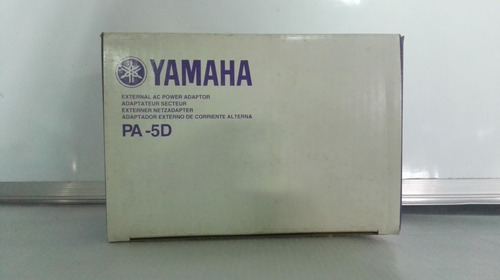 YAMAHA
EXTERNAL AC POWER ADAPTOR
ADAPTATEUR SECTEUR
EXTERNER NETZADAPTER
ADAPTADOR EXTERNO DE CORRIENTE ALTERNA
PA-5D